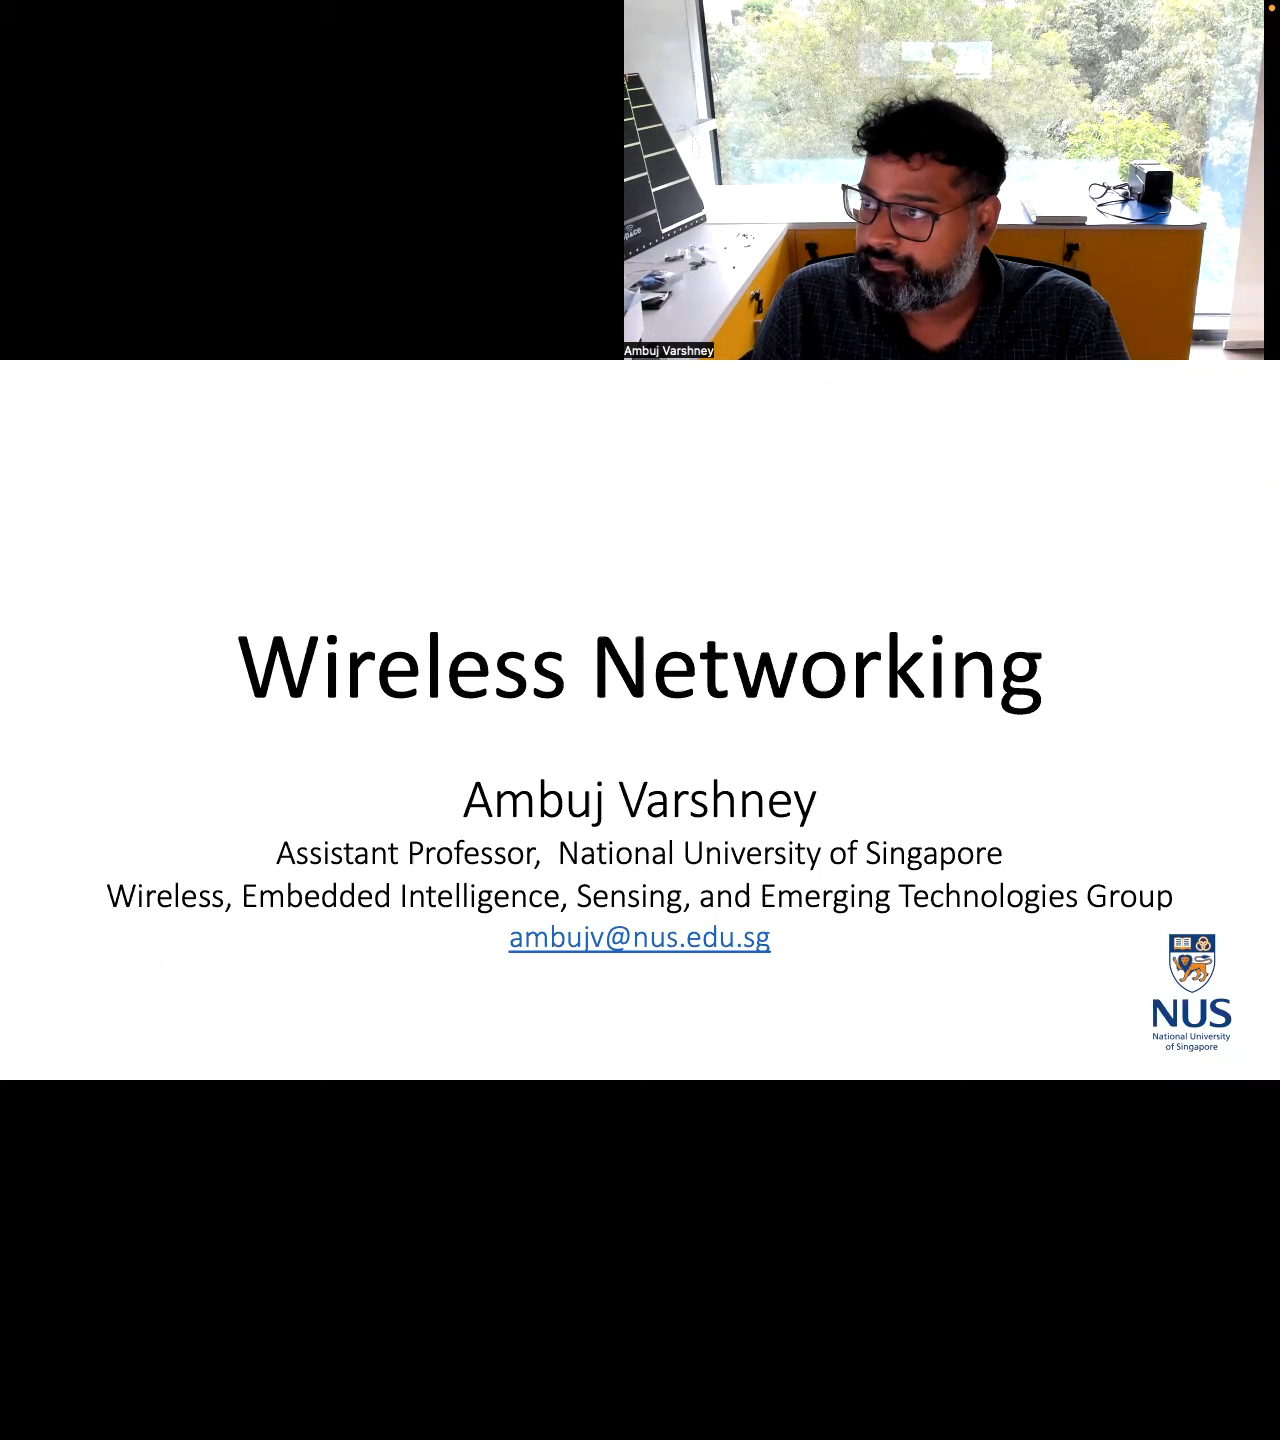 Ambuj Varshney
Wireless Networking
Ambuj Varshney
Assistant Professor, National University of Singapore
Wireless, Embedded Intelligence, Sensing, and Emerging Technologies Group
ambujv@nus.edu.sg
NUS
National University
of Singapore